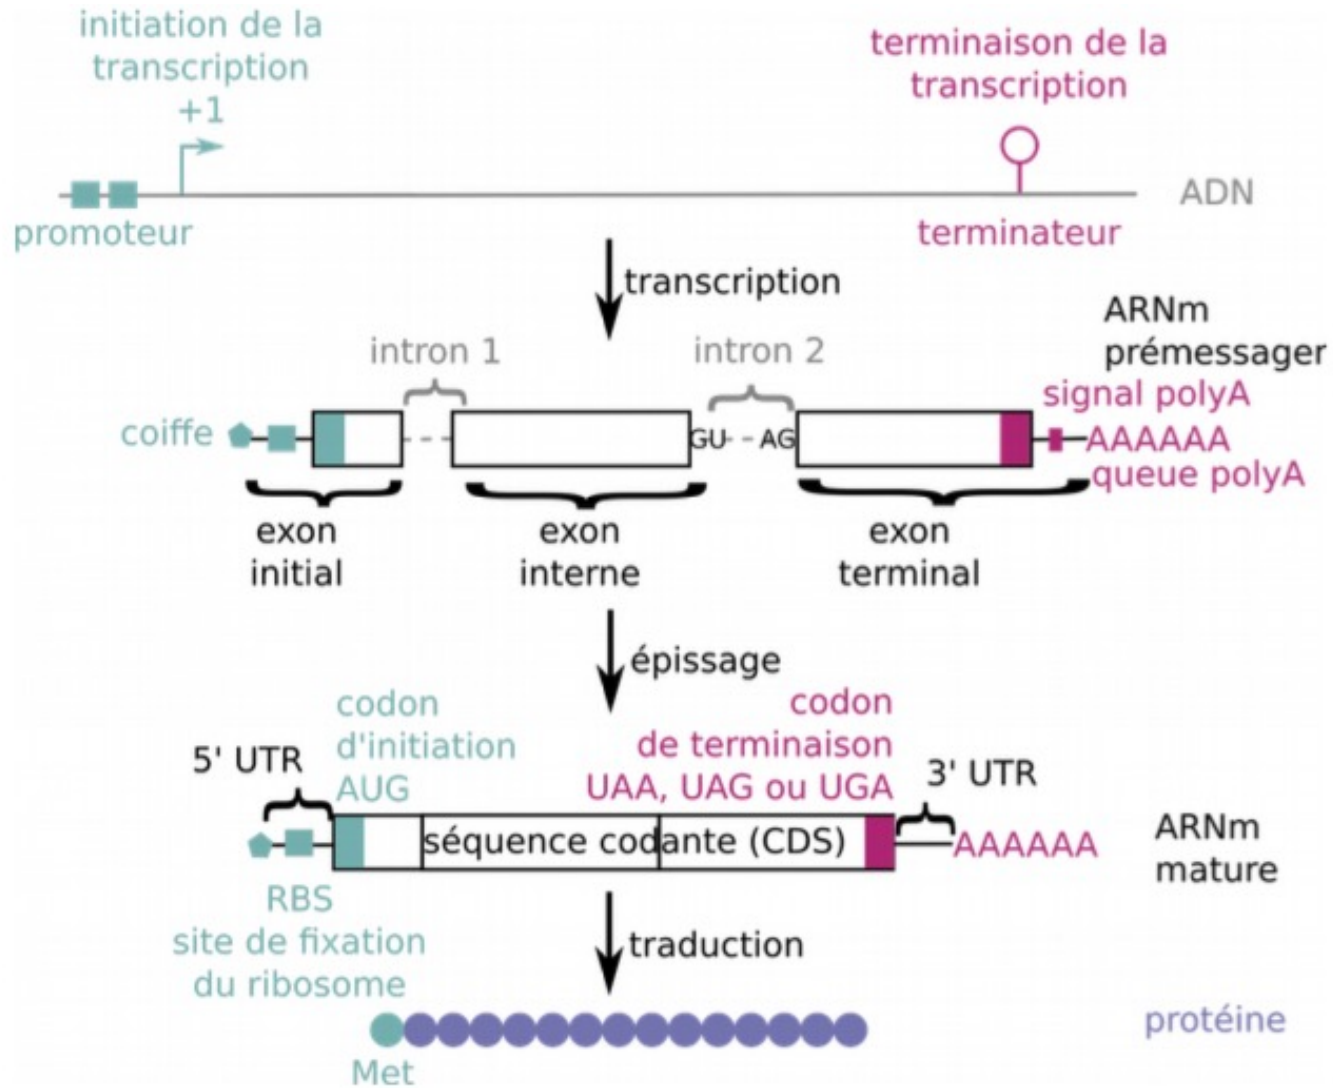 initiation de la
transcription
+1
terminaison de la
transcription
ADN
promoteur
terminateur
transcription
ARNm
prémessager
intron 1
intron 2
signal polyA
coiffe
GU
AG
AAAAAA
queue polyA
exon
initial
exon
interne
exon
terminal
épissage
codon
d'initiation
AUG
codon
de terminaison
UAA, UAG ou UGA
5' UTR
3' UTR
séquence codante (CDS)
AAAAAA
ARNm
mature
RBS
site de fixation
du ribosome
traduction
protéine
Met